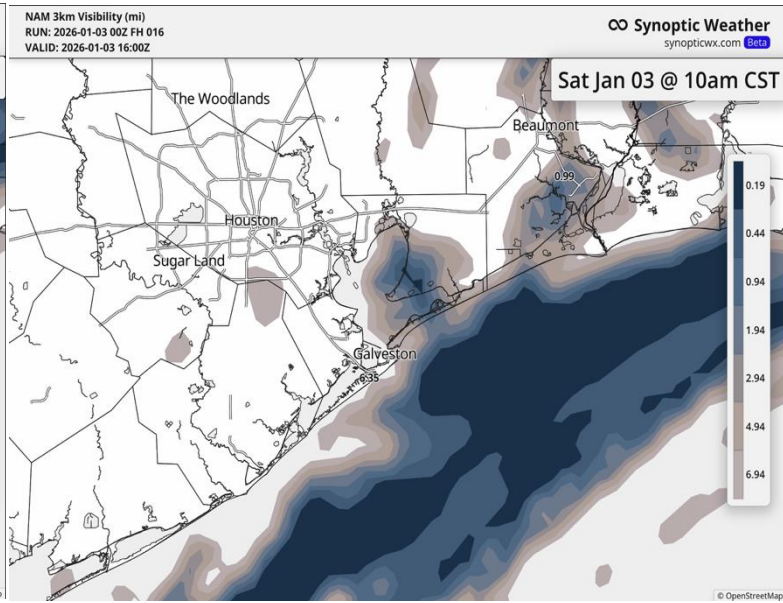 NAM 3km Visibility (mi)
RUN: 2026-01-03 00Z FH 016
VALID: 2026-01-03 16:00Z
Synoptic Weather
synopticwx.com Beta
Sat Jan 03 @ 10am CST
The Woodlands
Beaumont
0.99
Houston
Sugar Land
Galveston
6.35
0.19
0.44
0.94
1.94
2.94
4.94
6.94
© OpenStreetMap